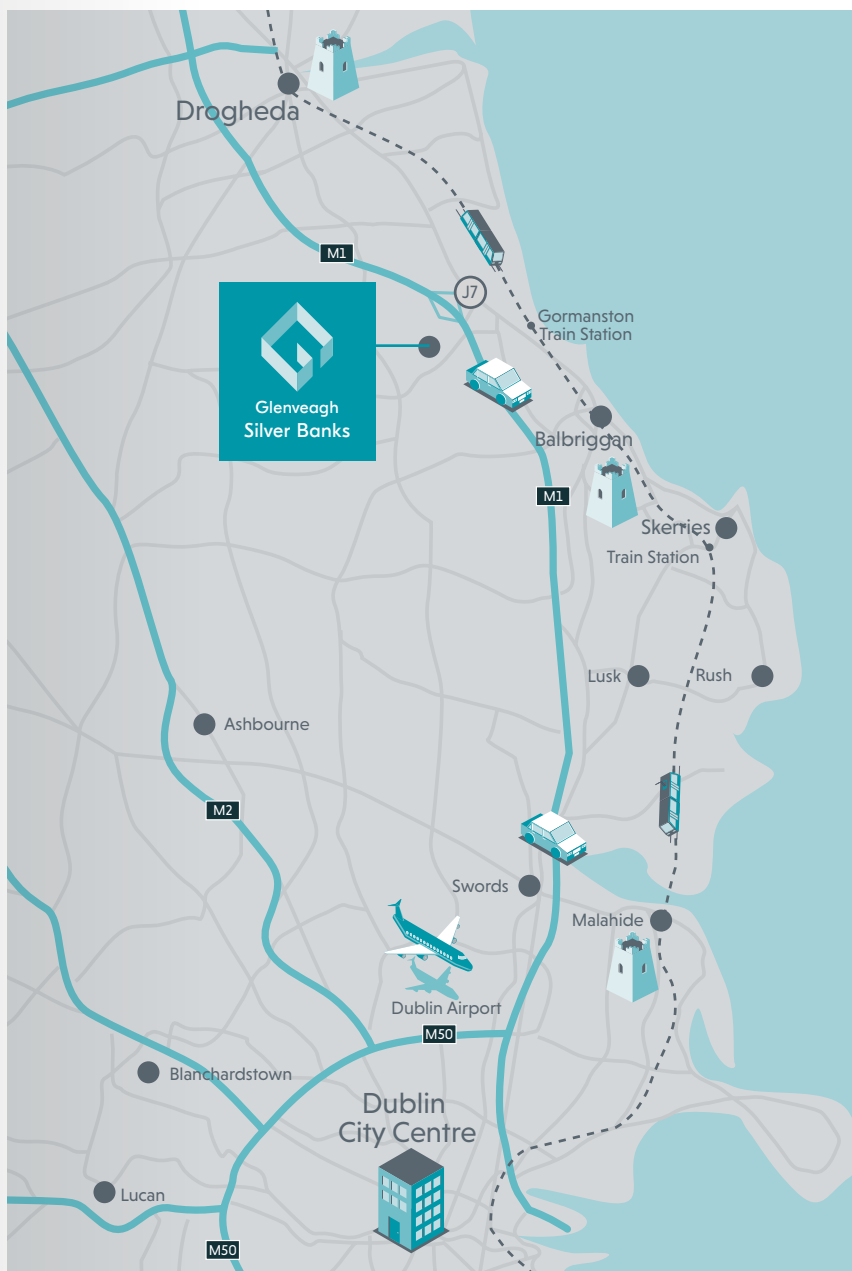 Drogheda
M1
J7
Gormanston
Train Station
Glenveagh
Silver Banks
Balbriggan
M1
Skerries
Train Station
Lusk
Rush
Ashbourne
M2
Swords
Malahide
Dublin Airport
M50
Blanchardstown
Dublin
City Centre
Lucan
M50